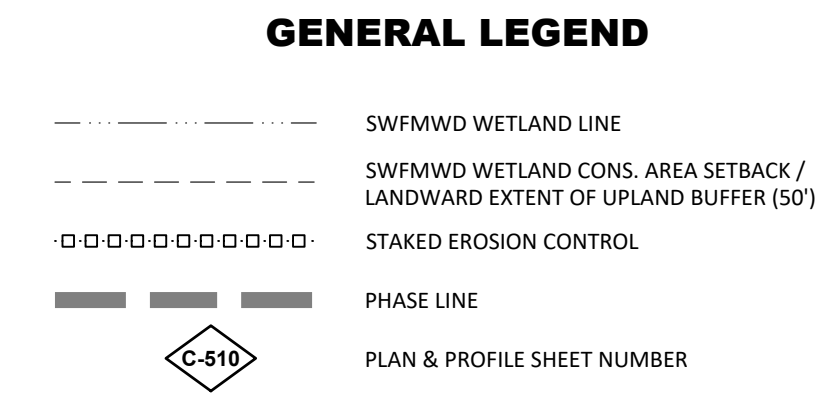 GENERAL LEGEND
SWFMWD WETLAND LINE
SWFMWD WETLAND CONS. AREA SETBACK /
LANDWARD EXTENT OF UPLAND BUFFER (50')
STAKED EROSION CONTROL
PHASE LINE
C-510
PLAN & PROFILE SHEET NUMBER